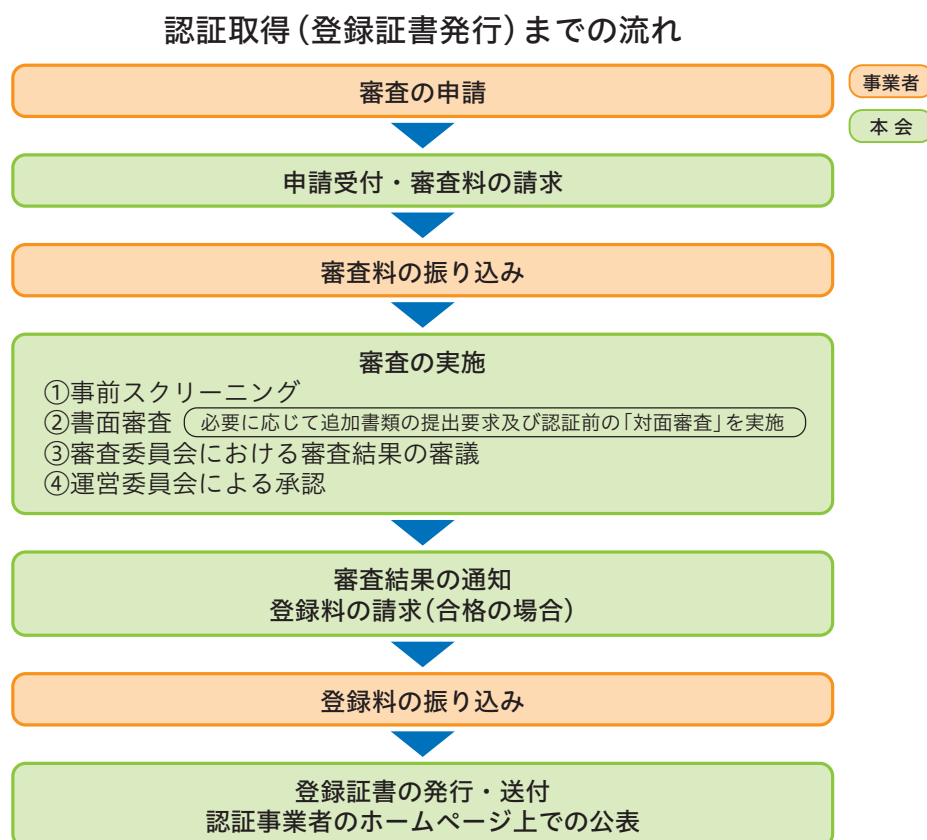 認証取得（登録証書発行）までの流れ
審査の申請
事業者
本会
申請受付・審査料の請求
審査料の振り込み
審査の実施
①事前スクリーニング
②書面審査 必要に応じて追加書類の提出要求及び認証前の「対面審査」を実施
③審査委員会における審査結果の審議
④運営委員会による承認
審査結果の通知
登録料の請求（合格の場合）
登録料の振り込み
登録証書の発行・送付
認証事業者のホームページ上での公表